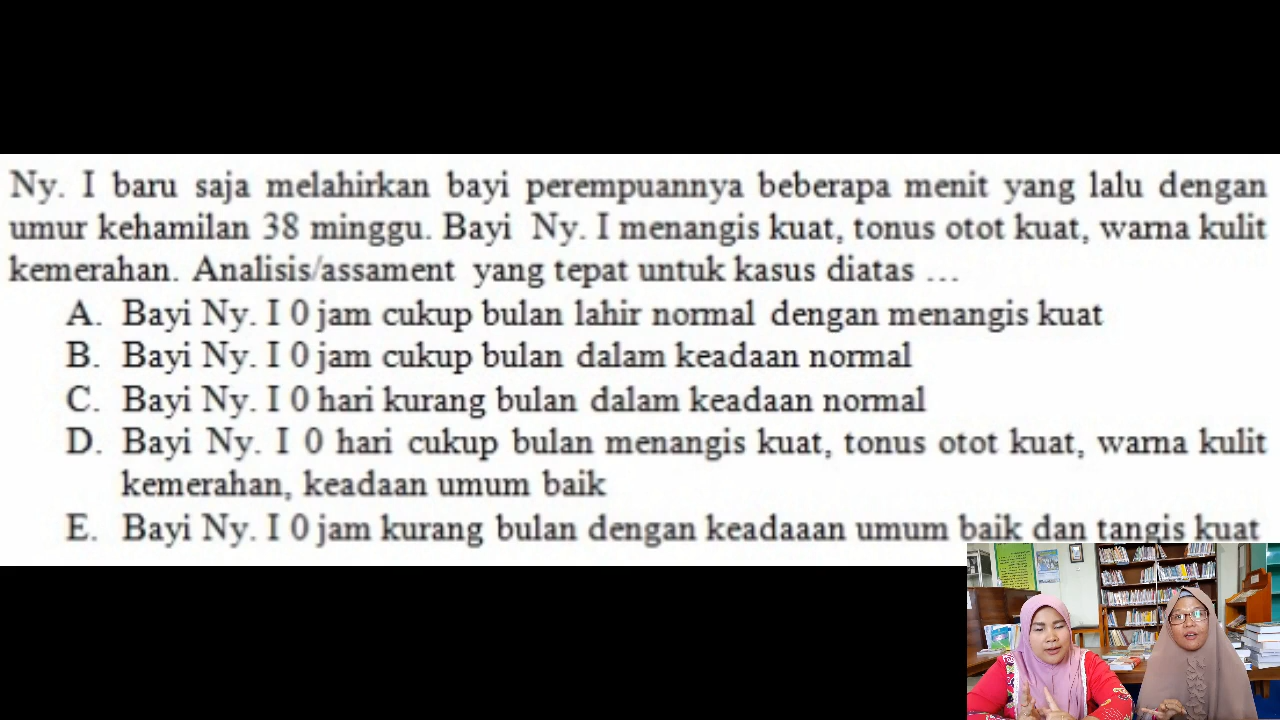 Ny. I baru saja melahirkan bayi perempuannya beberapa menit yang lalu dengan
umur kehamilan 38 minggu. Bayi Ny. I menangis kuat, tonus otot kuat, warna kulit
kemerahan. Analisis/assament yang tepat untuk kasus diatas ...
A. Bayi Ny. I 0 jam cukup bulan lahir normal dengan menangis kuat
B. Bayi Ny. I 0 jam cukup bulan dalam keadaan normal
C. Bayi Ny. I 0 hari kurang bulan dalam keadaan normal
D. Bayi Ny. I 0 hari cukup bulan menangis kuat, tonus otot kuat, warna kulit
kemerahan, keadaan umum baik
E. Bayi Ny. I 0 jam kurang bulan dengan keadaaan umum baik dan tangis kuat